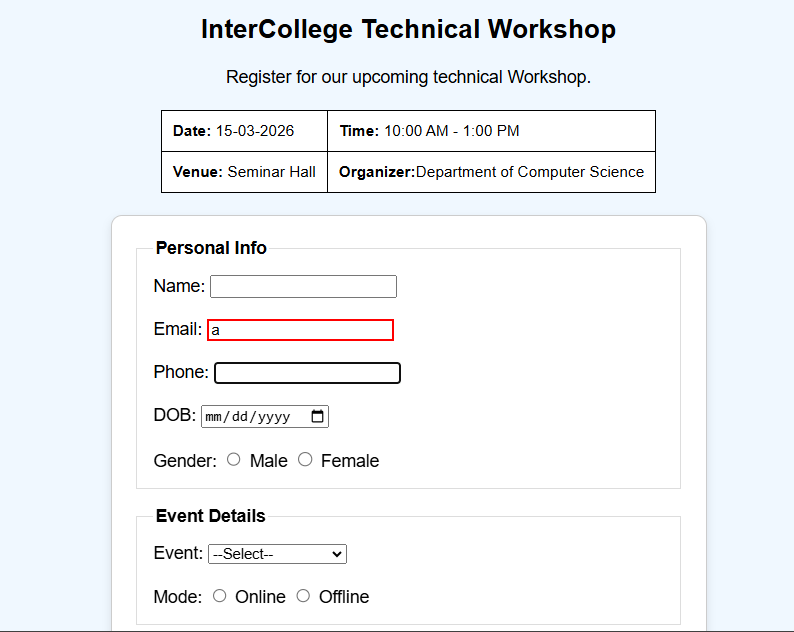 InterCollege Technical Workshop
Register for our upcoming technical Workshop.
Date: 15-03-2026 Time: 10:00 AM - 1:00 PM
Venue: Seminar Hall Organizer:Department of Computer Science
Personal Info
Name:
Email: a
Phone:
DOB: mm/dd/yyyy
Gender: Male Female
Event Details
Event: --Select--
Mode: Online Offline